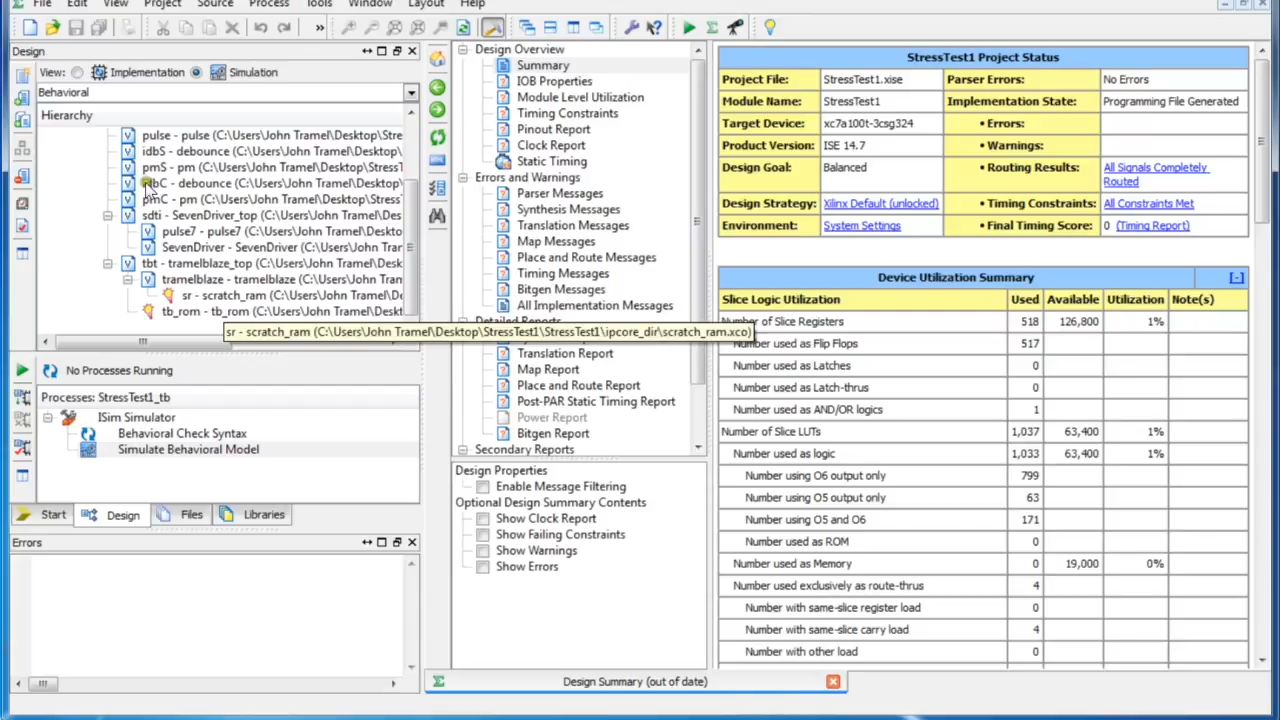 File Edit View Project Source Process Tools Window Layout Help
»
Design
View: Implementation Simulation
Behavioral
Hierarchy
pulse - pulse (C:\Users\John Tramel\Desktop\Stre
idbS - debounce (C:\Users\John Tramel\Desktop\
pmS - pm (C:\Users\John Tramel\Desktop\StressT
- debounce (C:\Users\John Tramel\Desktop\
pmC - pm (C:\Users\John Tramel\Desktop\Stress
sdti - SevenDriver_top (C:\Users\John Tramel\Des
pulse7 - pulse7 (C:\Users\John Tramel\Deskto
SevenDriver - SevenDriver (C:\Users\John Tra
tbt - tramelblaze_top (C:\Users\John Tramel\Desk
tramelblaze - tramelblaze (C:\Users\John Tra
sr - scratch_ram (C:\Users\John Tramel\De
tb_rom - tb_rom (C:\Users\John Tramel\Deskt
sr - scratch_ram (C:\Users\John Tramel\Desktop\StressTest1\StressTest1\ipcore_dir\scratch_ram.xco)
No Processes Running
Processes: StressTest1_tb
ISim Simulator
Behavioral Check Syntax
Simulate Behavioral Model
Start Design Files Libraries
Errors
Design Overview
Summary
IOB Properties
Module Level Utilization
Timing Constraints
Pinout Report
Clock Report
Static Timing
Errors and Warnings
Parser Messages
Synthesis Messages
Translation Messages
Map Messages
Place and Route Messages
Timing Messages
Bitgen Messages
All Implementation Messages
Detailed Reports
Translation Report
Map Report
Place and Route Report
Post-PAR Static Timing Report
Power Report
Bitgen Report
Secondary Reports
Design Properties
Enable Message Filtering
Optional Design Summary Contents
Show Clock Report
Show Failing Constraints
Show Warnings
Show Errors
StressTest1 Project Status
Project File: StressTest1.xise Parser Errors: No Errors
Module Name: StressTest1 Implementation State: Programming File Generated
Target Device: xc7a100t-3csg324 • Errors:
Product Version: ISE 14.7 • Warnings:
Design Goal: Balanced • Routing Results: All Signals Completely
Routed
Design Strategy: Xilinx Default (unlocked) • Timing Constraints: All Constraints Met
Environment: System Settings • Final Timing Score: 0 (Timing Report)
Device Utilization Summary [-]
Slice Logic Utilization Used Available Utilization Note(s)
Number of Slice Registers 518 126,800 1%
Number used as Flip Flops 517
Number used as Latches 0
Number used as Latch-thrus 0
Number used as AND/OR logics 1
Number of Slice LUTs 1,037 63,400 1%
Number used as logic 1,033 63,400 1%
Number using O6 output only 799
Number using O5 output only 63
Number using O5 and O6 171
Number used as ROM 0
Number used as Memory 0 19,000 0%
Number used exclusively as route-thrus 4
Number with same-slice register load 0
Number with same-slice carry load 4
Number with other load 0
Design Summary (out of date)